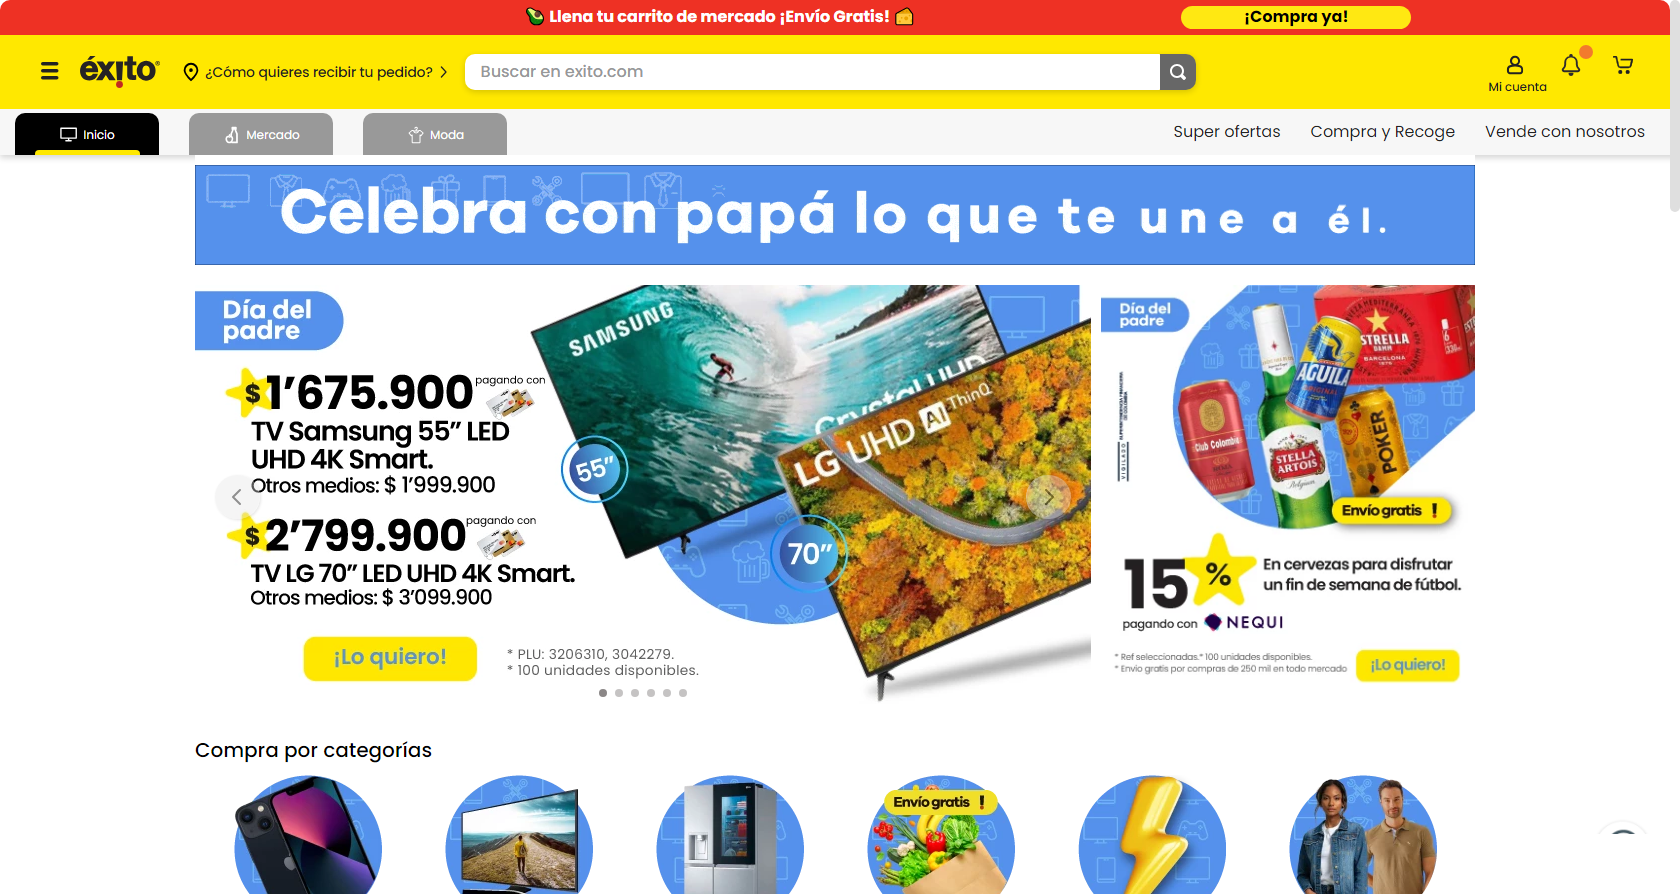 🥑 Llena tu carrito de mercado ¡Envío Gratis! 🧀
¡Compra ya!
éxito
¿Cómo quieres recibir tu pedido?
Buscar en exito.com
Mi cuenta
Inicio
Mercado
Moda
Super ofertas
Compra y Recoge
Vende con nosotros
Celebra con papá lo que te une a él.
Día del
padre
$1’675.900
pagando con
TV Samsung 55” LED
UHD 4K Smart.
Otros medios: $ 1’999.900
$2’799.900
pagando con
TV LG 70” LED UHD 4K Smart.
Otros medios: $ 3’099.900
¡Lo quiero!
* PLU: 3206310, 3042279.
* 100 unidades disponibles.
SAMSUNG
Crystal UHD
55”
LG UHD AI ThinQ
70”
Día del
padre
VIGILADO
ESTRELLA
DAMM
BARCELONA
AGUILA
ORIGINAL
Club Colombia
STELLA
ARTOIS
POKER
Envío gratis !
15%
En cervezas para disfrutar
un fin de semana de fútbol.
pagando con NEQUI
* Ref seleccionadas.* 100 unidades disponibles.
* Envio gratis por compras de 250 mil en todo mercado
¡Lo quiero!
Compra por categorías
Envío gratis !